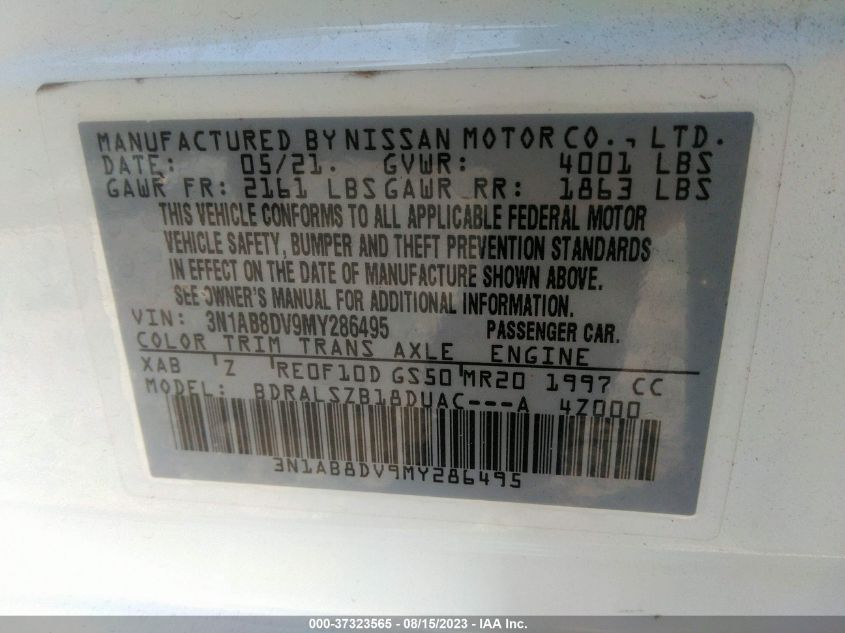 MANUFACTURED BY NISSAN MOTOR CO., LTD.
DATE: 05/21. GVWR: 4001 LBS
GAWR FR: 2161 LBS GAWR RR: 1863 LBS
THIS VEHICLE CONFORMS TO ALL APPLICABLE FEDERAL MOTOR
VEHICLE SAFETY, BUMPER AND THEFT PREVENTION STANDARDS
IN EFFECT ON THE DATE OF MANUFACTURE SHOWN ABOVE.
SEE OWNER'S MANUAL FOR ADDITIONAL INFORMATION.
VIN: 3N1AB8DV9MY286495 PASSENGER CAR.
COLOR TRIM TRANS AXLE ENGINE
XAB Z RE0F10D GS50 MR20 1997 CC
MODEL: BDRALSZB18DUAC---A 4Z000
3N1AB8DV9MY286495
000-37323565 - 08/15/2023 - IAA Inc.